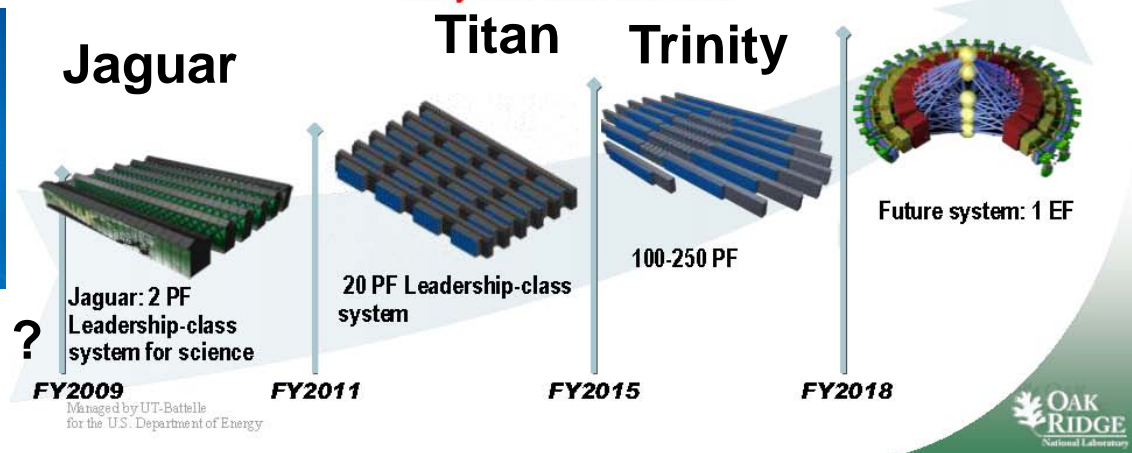 Jaguar
Titan
Trinity
Jaguar: 2 PF
Leadership-class
system for science
20 PF Leadership-class
system
100-250 PF
Future system: 1 EF
?
FY2009
FY2011
FY2015
FY2018
Managed by UT-Battelle
for the U.S. Department of Energy
OAK
RIDGE
National Laboratory